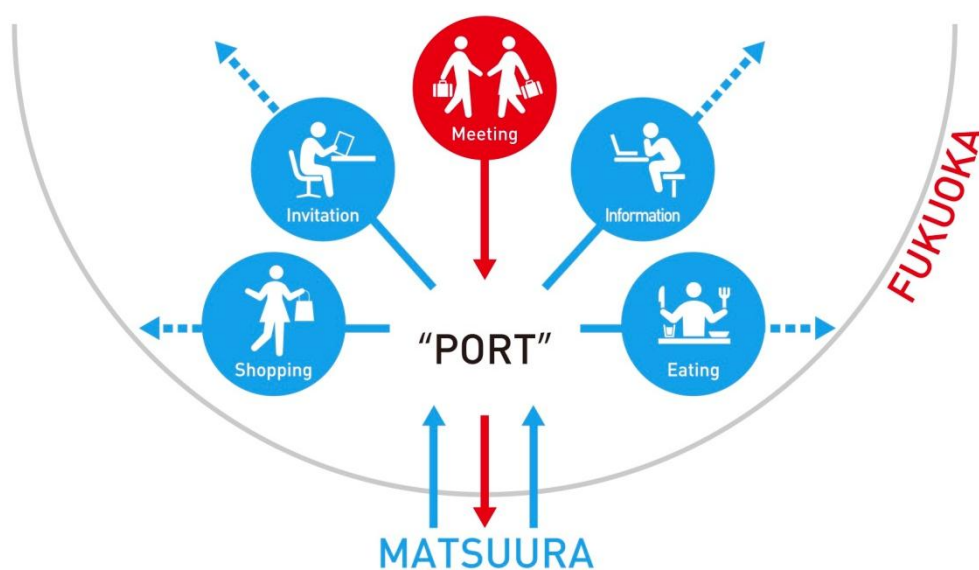 Meeting
Invitation
Information
FUKUOKA
Shopping
“PORT”
Eating
MATSUURA